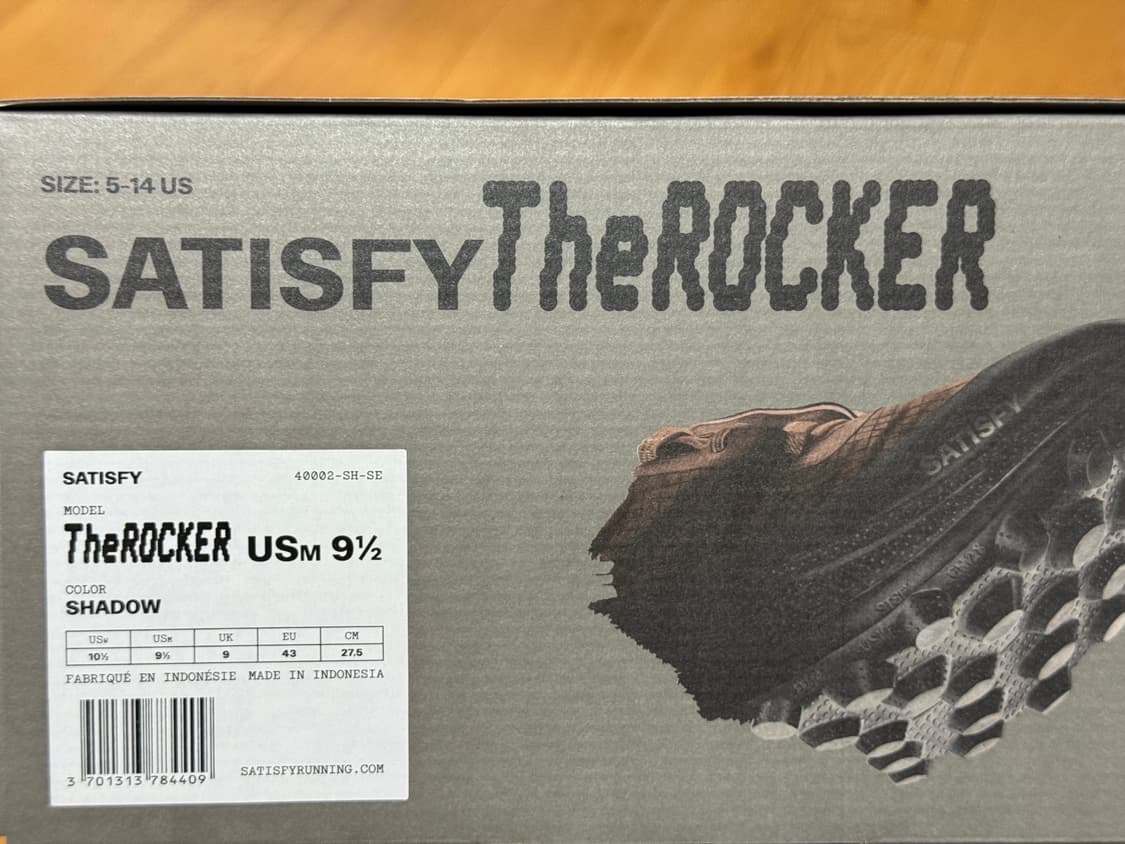 SIZE: 5-14 US
SATISFY TheROCKER
SATISFY
SATISFY 40002-SH-SE
MODEL
TheROCKER USM 9½
COLOR
SHADOW
USW USM UK EU CM
10½ 9½ 9 43 27.5
FABRIQUÉ EN INDONÉSIE MADE IN INDONESIA
3 701313 784409
SATISFYRUNNING.COM